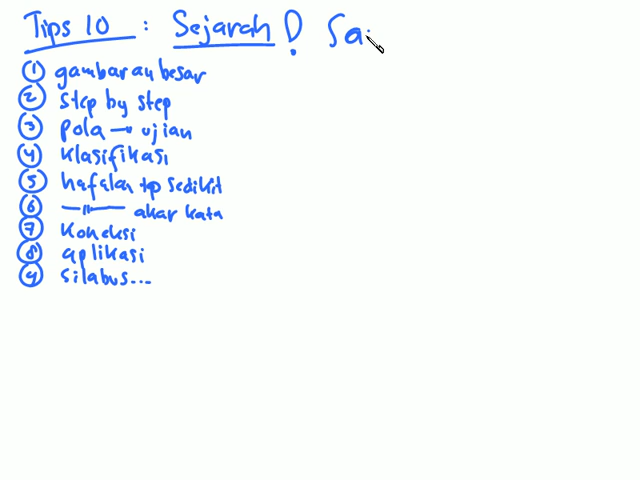 Tips 10 : Sejarah ! Sa
① gambaran besar
② step by step
③ pola → ujian
④ klasifikasi
⑤ hafalan tp sedikit
⑥ —〃— akar kata
⑦ koneksi
⑧ aplikasi
⑨ silabus...